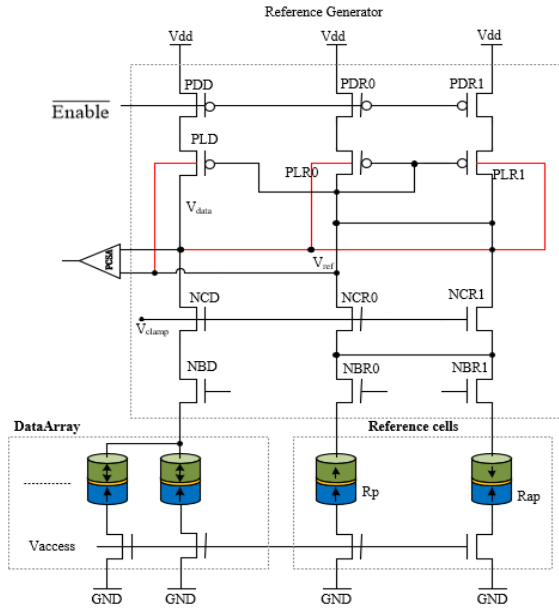 Reference Generator
Vdd Vdd Vdd
PDD PDR0 PDR1
Enable
PLD PLR0 PLR1
Vdata
PCSA
Vref
NCD NCR0 NCR1
Vclamp
NBD NBR0 NBR1
DataArray Reference cells
Rp Rap
Vaccess
GND GND GND GND